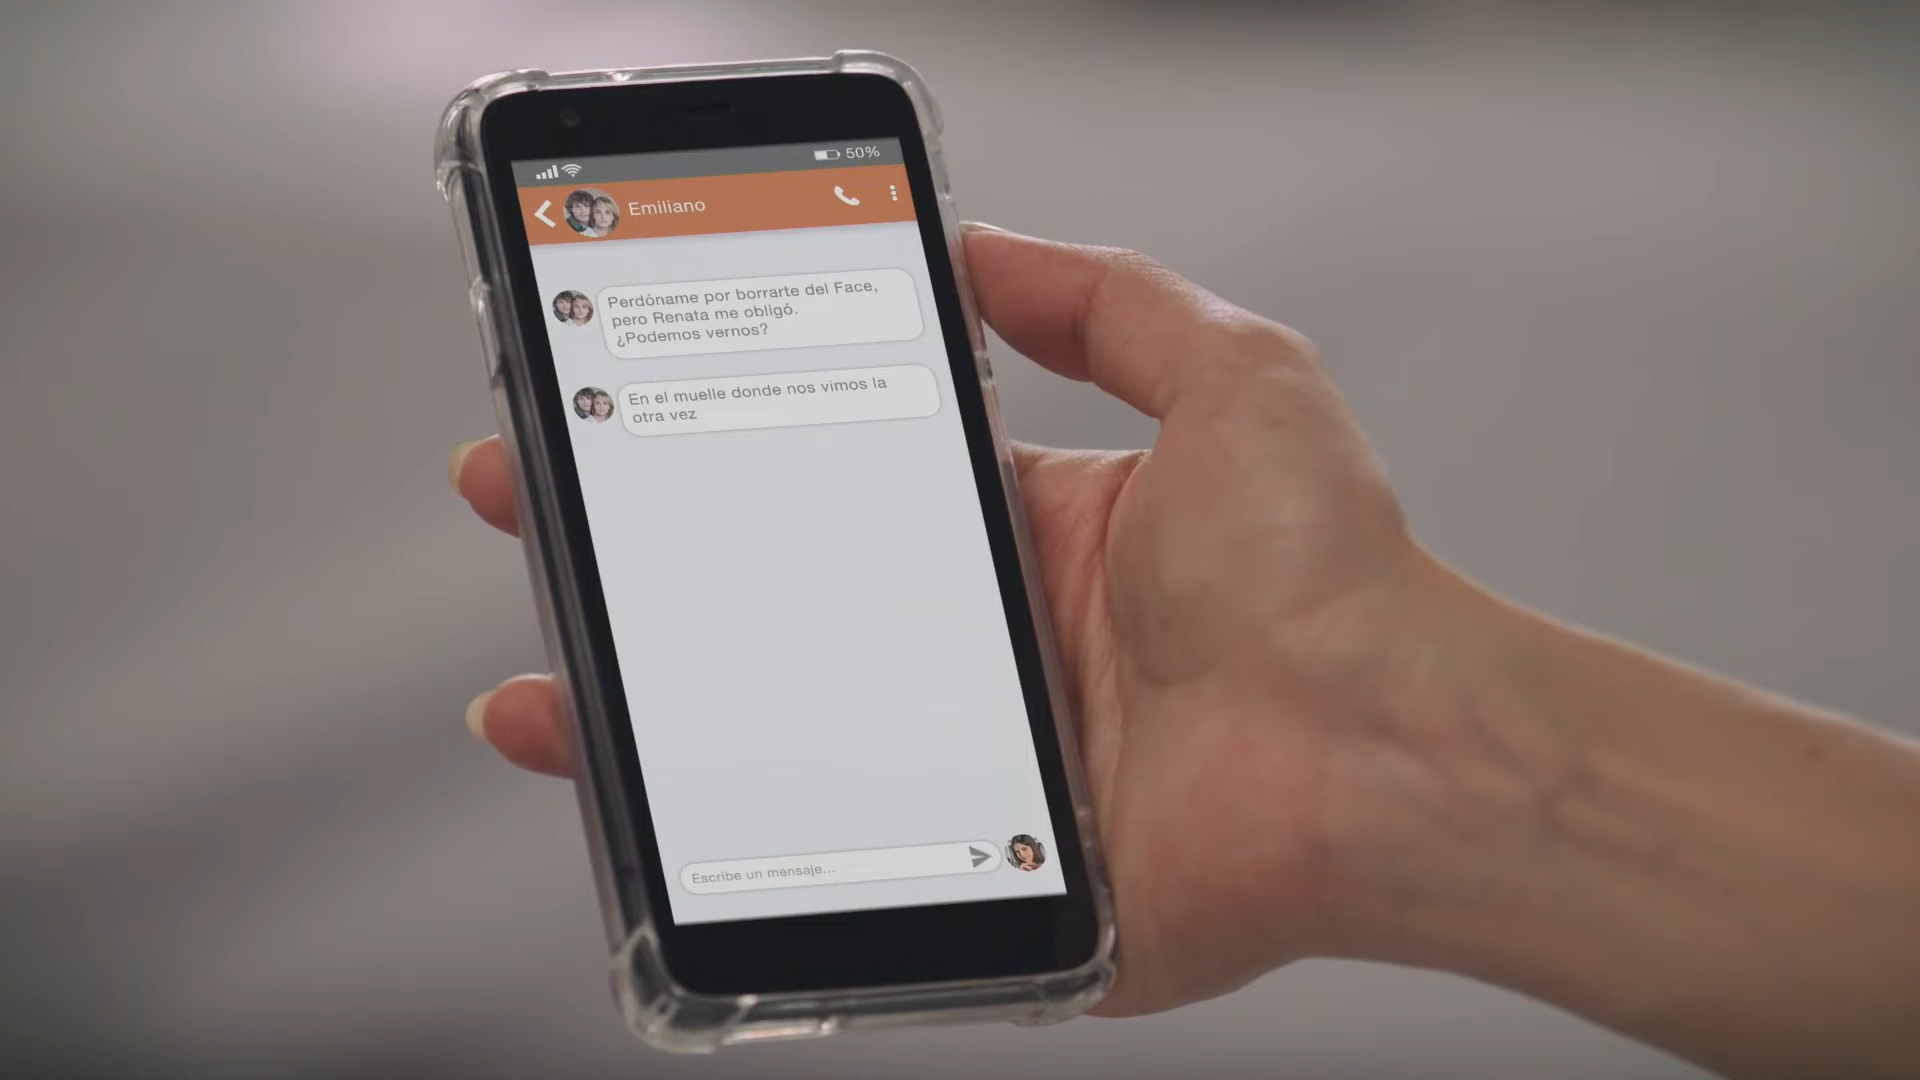 50%
Emiliano
Perdóname por borrarte del Face,
pero Renata me obligó.
¿Podemos vernos?
En el muelle donde nos vimos la
otra vez
Escribe un mensaje...